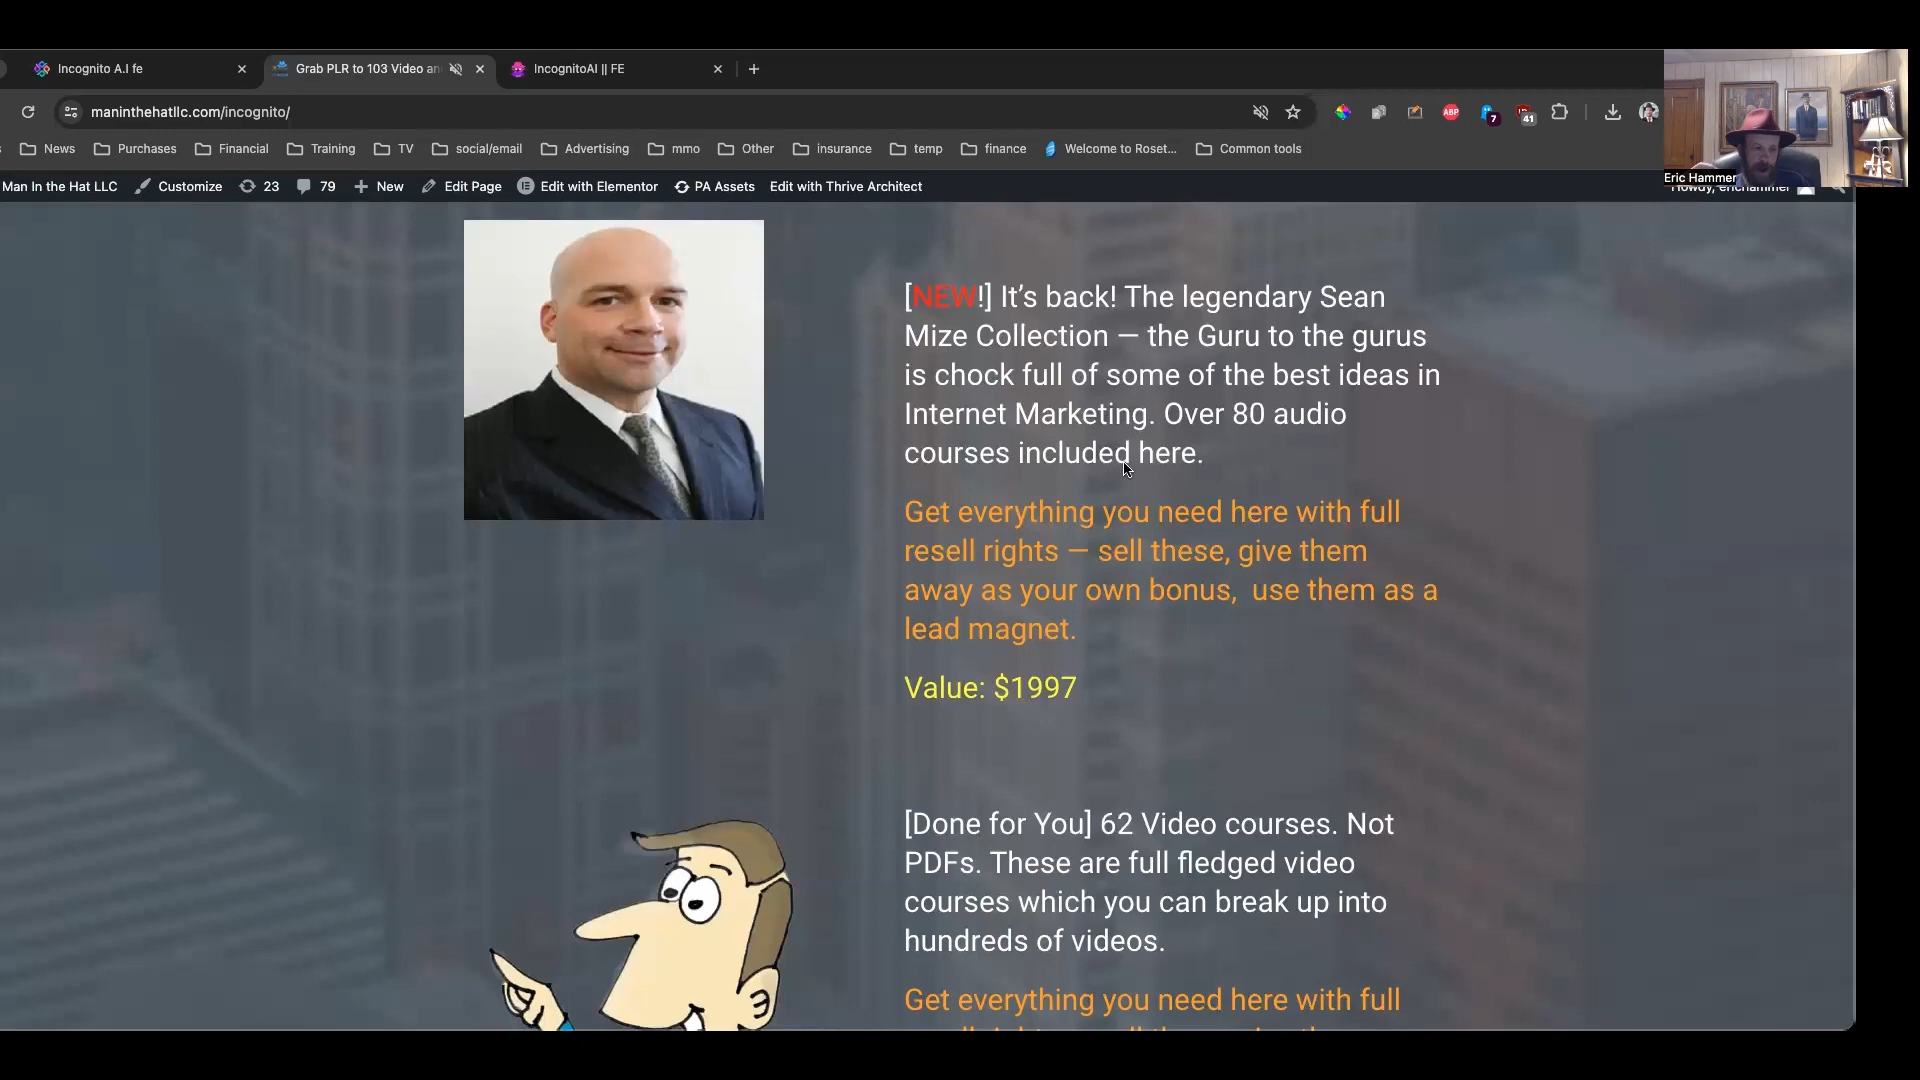 Incognito A.I fe
Grab PLR to 103 Video an
IncognitoAI || FE
maninthehatllc.com/incognito/
ABP
7
41
News
Purchases
Financial
Training
TV
social/email
Advertising
mmo
Other
insurance
temp
finance
Welcome to Roset...
Common tools
Eric Hammer
Man In the Hat LLC
Customize
23
79
New
Edit Page
Edit with Elementor
PA Assets
Edit with Thrive Architect
Howdy, erichammer
[NEW!] It’s back! The legendary Sean
Mize Collection — the Guru to the gurus
is chock full of some of the best ideas in
Internet Marketing. Over 80 audio
courses included here.
Get everything you need here with full
resell rights — sell these, give them
away as your own bonus,  use them as a
lead magnet.
Value: $1997
[Done for You] 62 Video courses. Not
PDFs. These are full fledged video
courses which you can break up into
hundreds of videos.
Get everything you need here with full